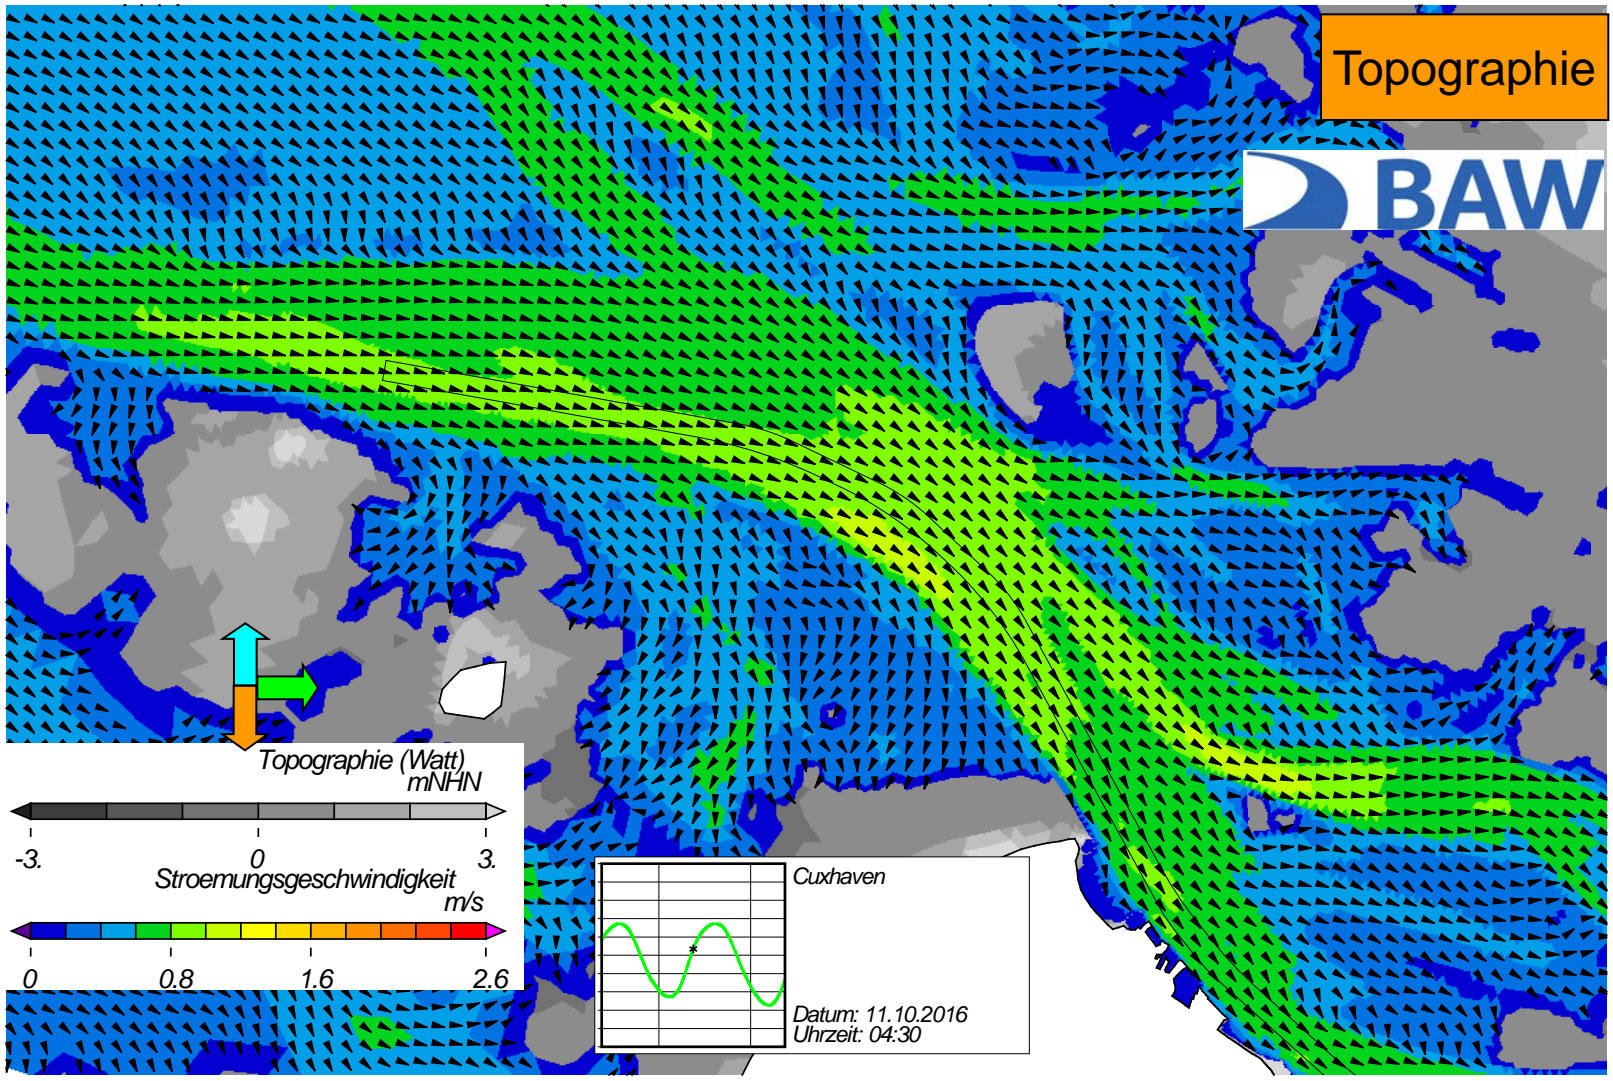 Topographie
BAW
Topographie (Watt)
mNHN
-3. 0 3.
Stroemungsgeschwindigkeit
m/s
0 0.8 1.6 2.6
Cuxhaven
Datum: 11.10.2016
Uhrzeit: 04:30